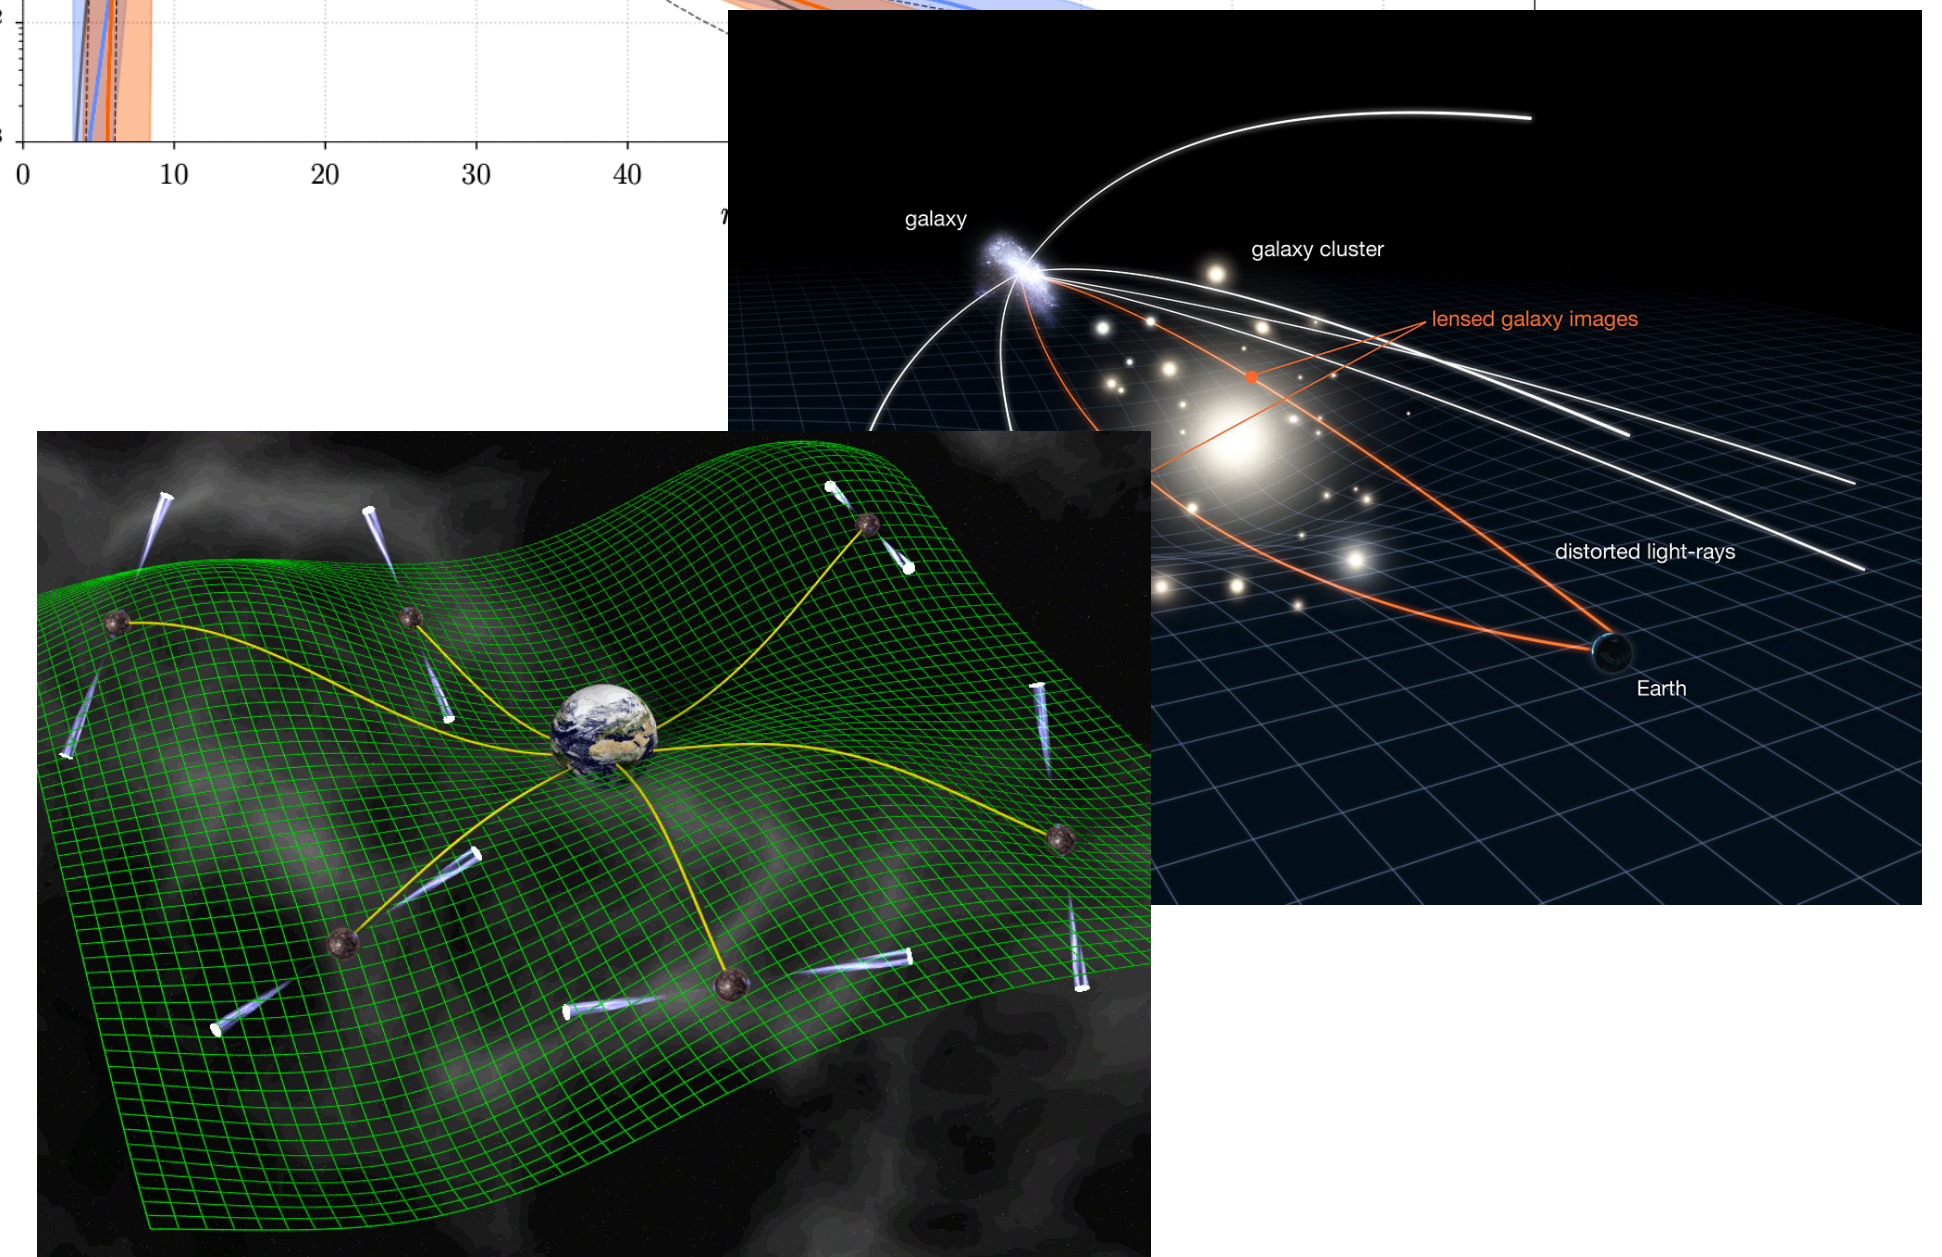 0
10
20
30
40
galaxy
galaxy cluster
lensed galaxy images
distorted light-rays
Earth